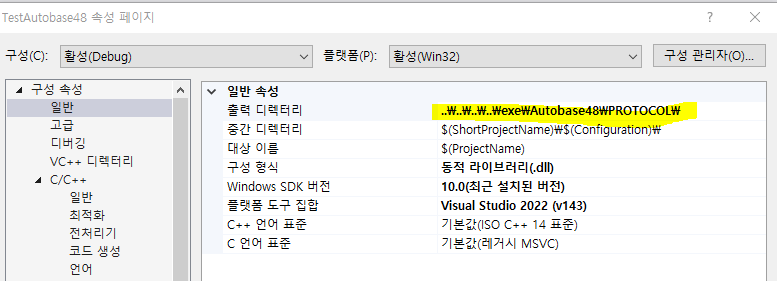 TestAutobase48 속성 페이지
? ×
구성(C): 활성(Debug) 플랫폼(P): 활성(Win32) 구성 관리자(O)...
구성 속성
일반
고급
디버깅
VC++ 디렉터리
C/C++
일반
최적화
전처리기
코드 생성
언어
일반 속성
출력 디렉터리 ..₩..₩..₩..₩exe₩Autobase48₩PROTOCOL₩
중간 디렉터리 $(ShortProjectName)₩$(Configuration)₩
대상 이름 $(ProjectName)
구성 형식 동적 라이브러리(.dll)
Windows SDK 버전 10.0(최근 설치된 버전)
플랫폼 도구 집합 Visual Studio 2022 (v143)
C++ 언어 표준 기본값(ISO C++ 14 표준)
C 언어 표준 기본값(레거시 MSVC)